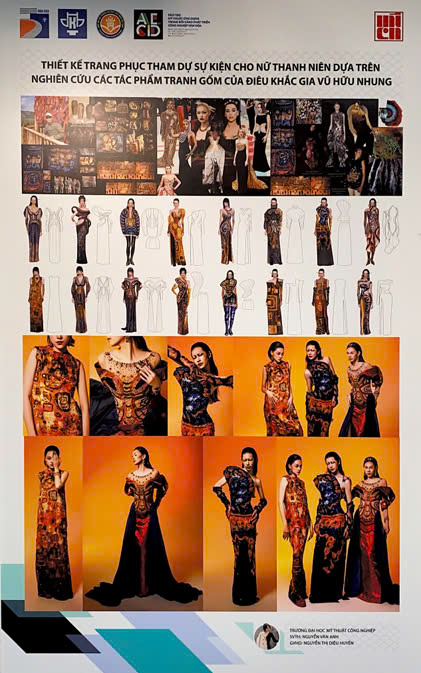 AECD
THIẾT KẾ TRANG PHỤC THAM DỰ SỰ KIỆN CHO NỮ THANH NIÊN DỰA TRÊN
NGHIÊN CỨU CÁC TÁC PHẨM TRANH GỐM CỦA ĐIÊU KHẮC GIA VŨ HỮU NHUNG
TRƯỜNG ĐẠI HỌC MỸ THUẬT CÔNG NGHIỆP
SVTH: NGUYỄN VÂN ANH
GVHD: NGUYỄN THỊ DIỆU HUYỀN